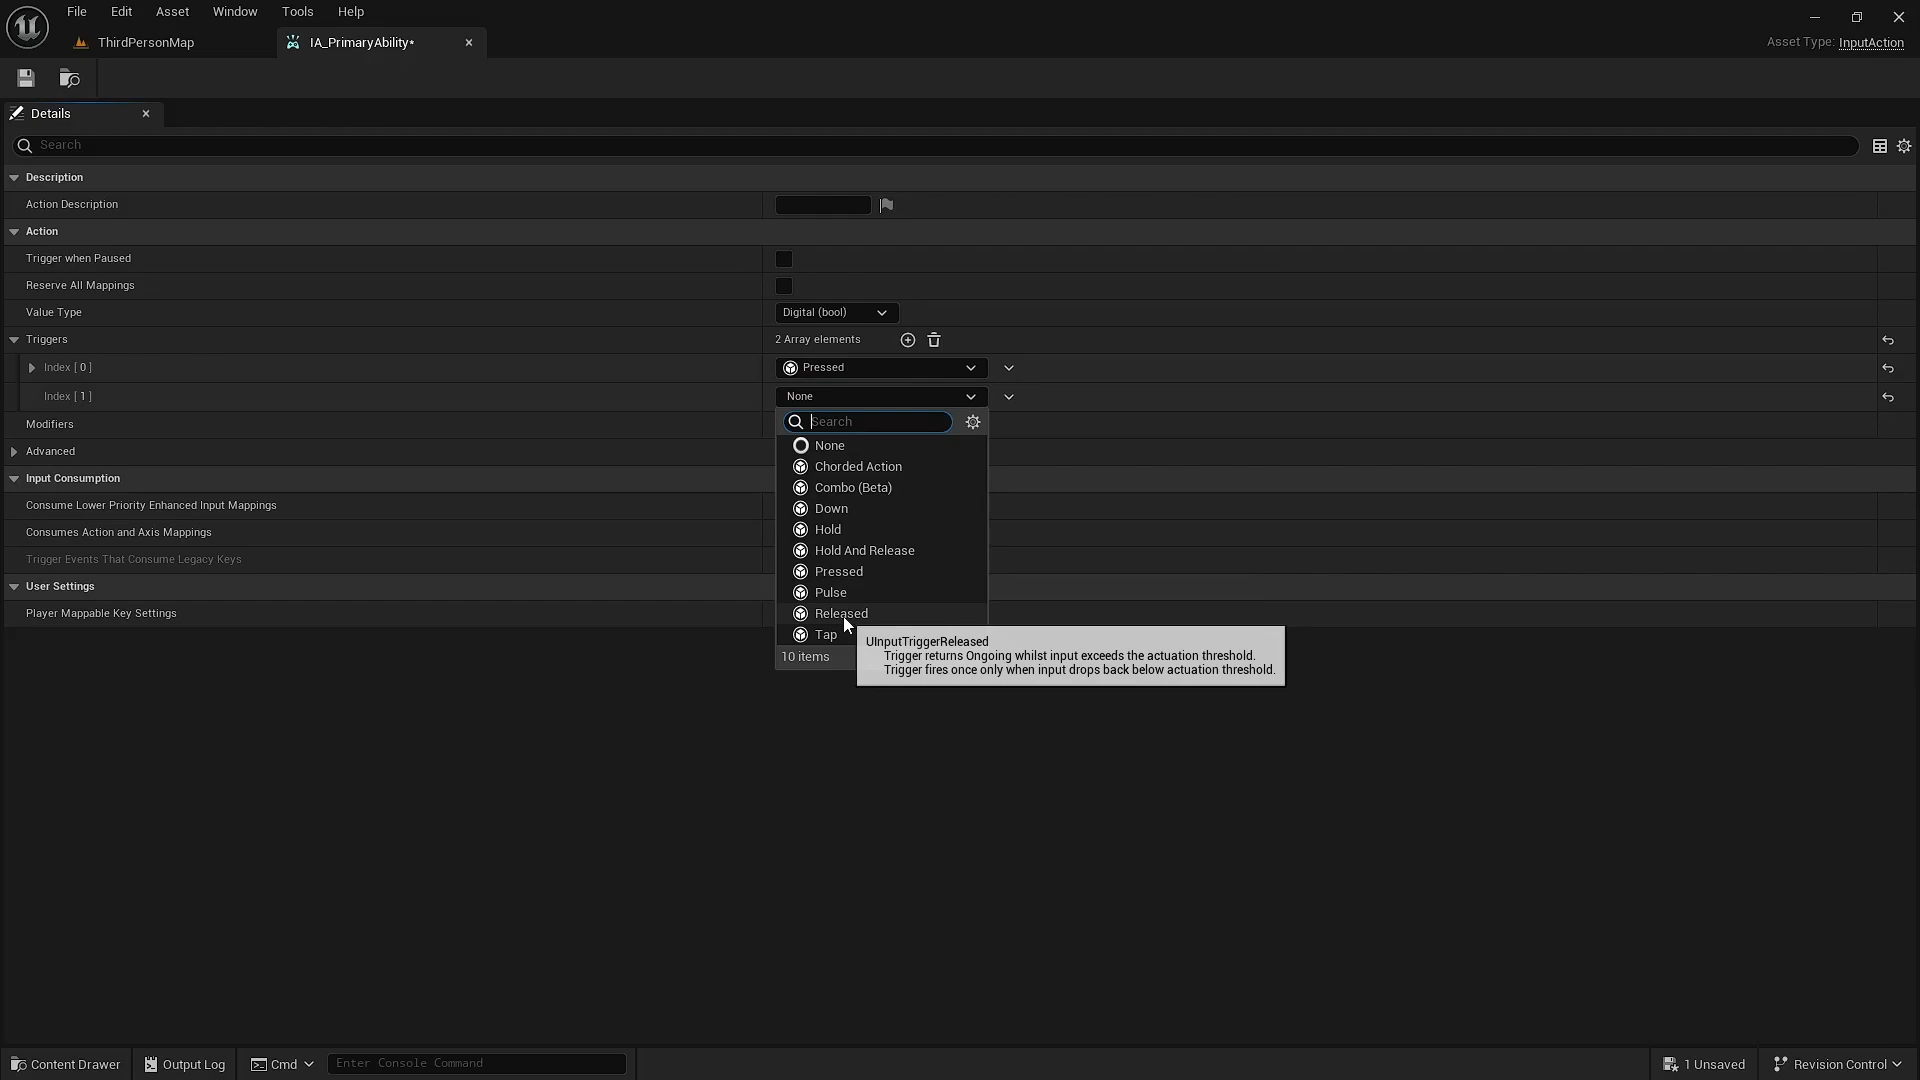 File Edit Asset Window Tools Help
ThirdPersonMap
IA_PrimaryAbility*
Asset Type: InputAction
Details
Search
Description
Action Description
Action
Trigger when Paused
Reserve All Mappings
Value Type
Digital (bool)
Triggers
2 Array elements
Index [ 0 ]
Pressed
Index [ 1 ]
None
Search
None
Chorded Action
Combo (Beta)
Down
Hold
Hold And Release
Pressed
Pulse
Released
Tap
10 items
Modifiers
Advanced
Input Consumption
Consume Lower Priority Enhanced Input Mappings
Consumes Action and Axis Mappings
Trigger Events That Consume Legacy Keys
User Settings
Player Mappable Key Settings
UInputTriggerReleased
Trigger returns Ongoing whilst input exceeds the actuation threshold.
Trigger fires once only when input drops back below actuation threshold.
Content Drawer
Output Log
Cmd
Enter Console Command
1 Unsaved
Revision Control